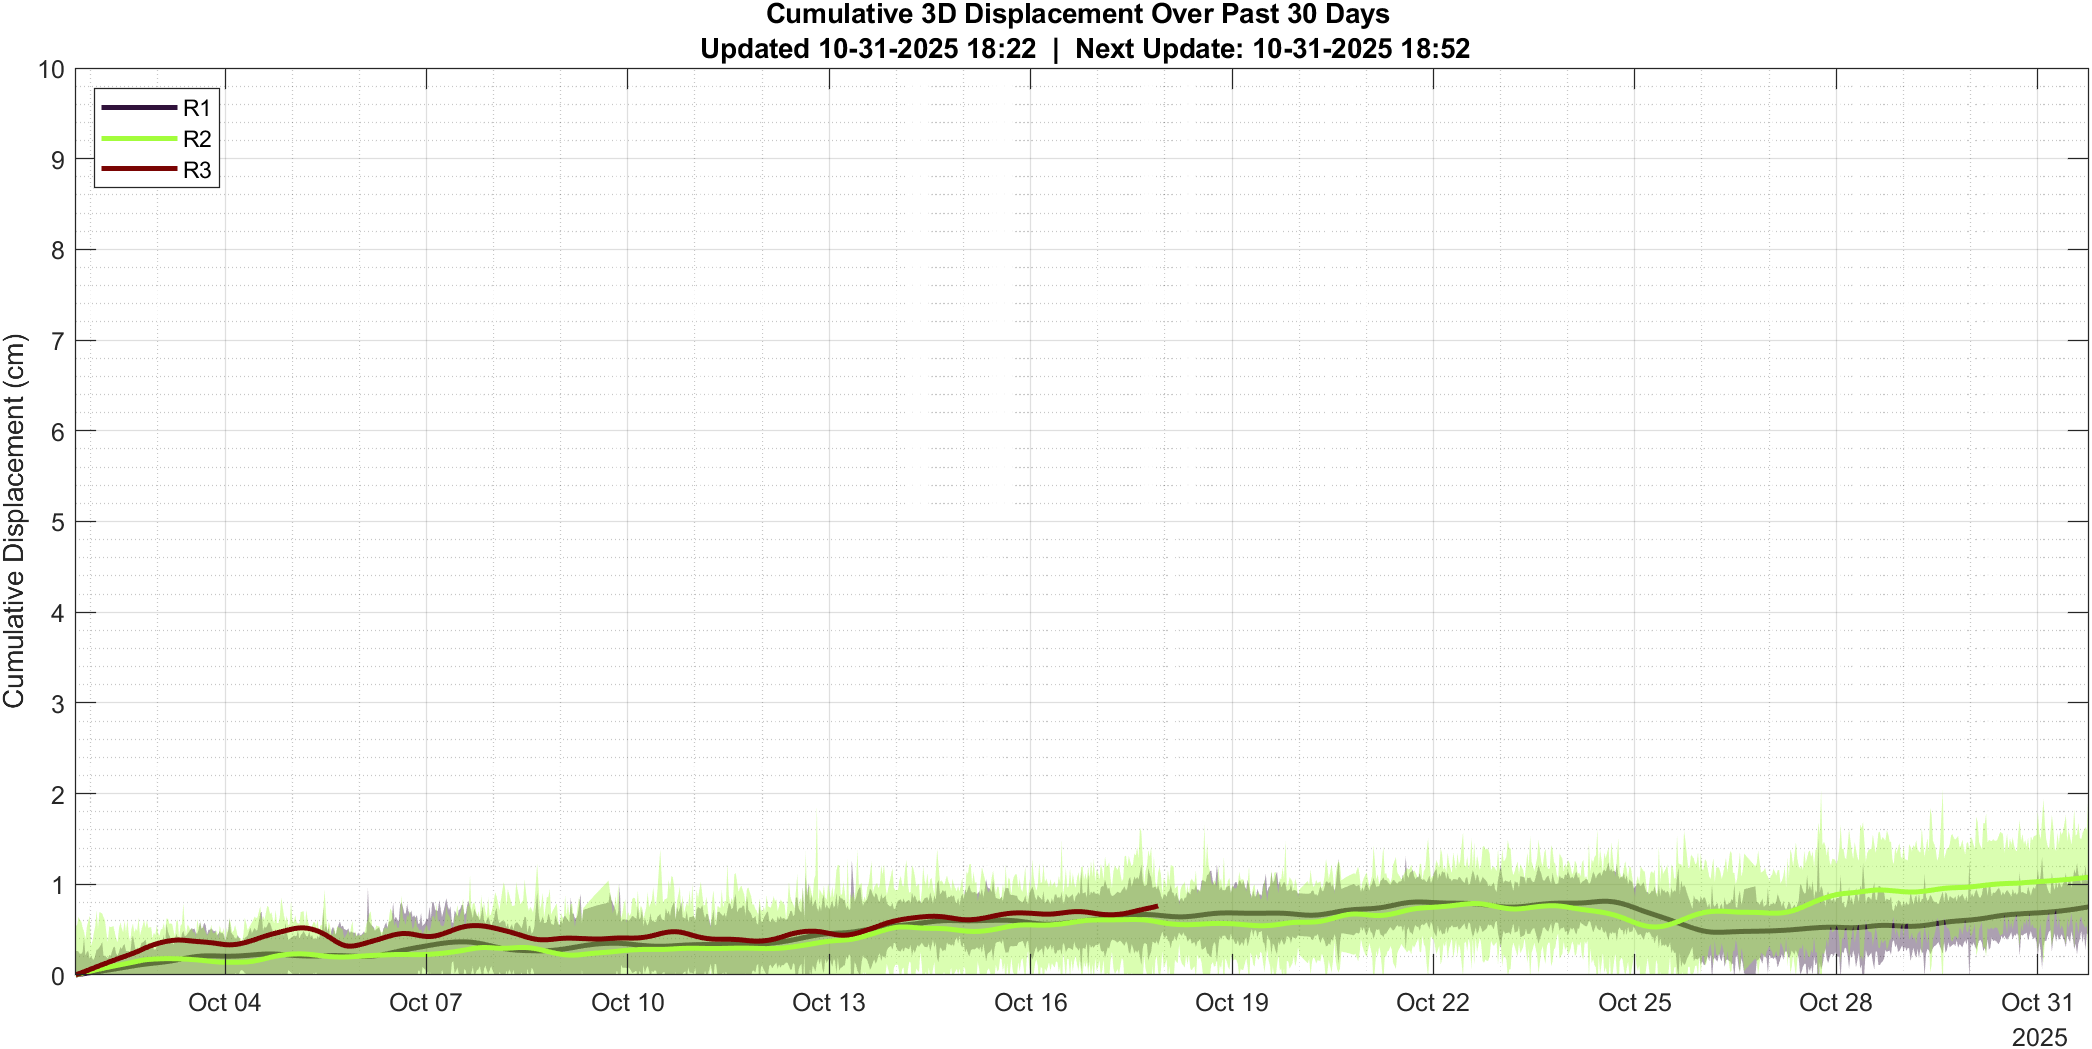 Cumulative 3D Displacement Over Past 30 Days
Updated 10-31-2025 18:22 | Next Update: 10-31-2025 18:52
R1
R2
R3
Cumulative Displacement (cm)
10
9
8
7
6
5
4
3
2
1
0
Oct 04 Oct 07 Oct 10 Oct 13 Oct 16 Oct 19 Oct 22 Oct 25 Oct 28 Oct 31
2025